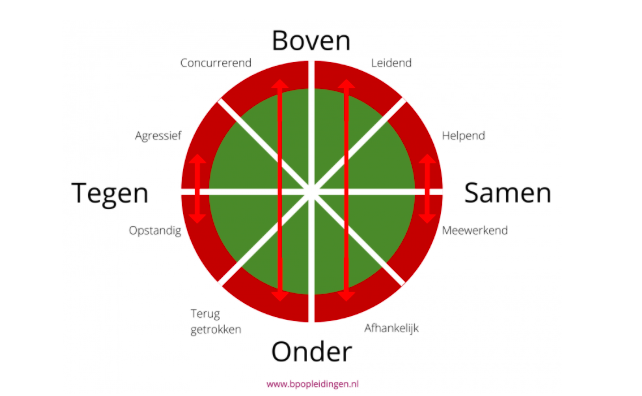 Boven
Concurrerend
Leidend
Agressief
Helpend
Tegen
Samen
Opstandig
Meewerkend
Terug
getrokken
Afhankelijk
Onder
www.bpopleidingen.nl